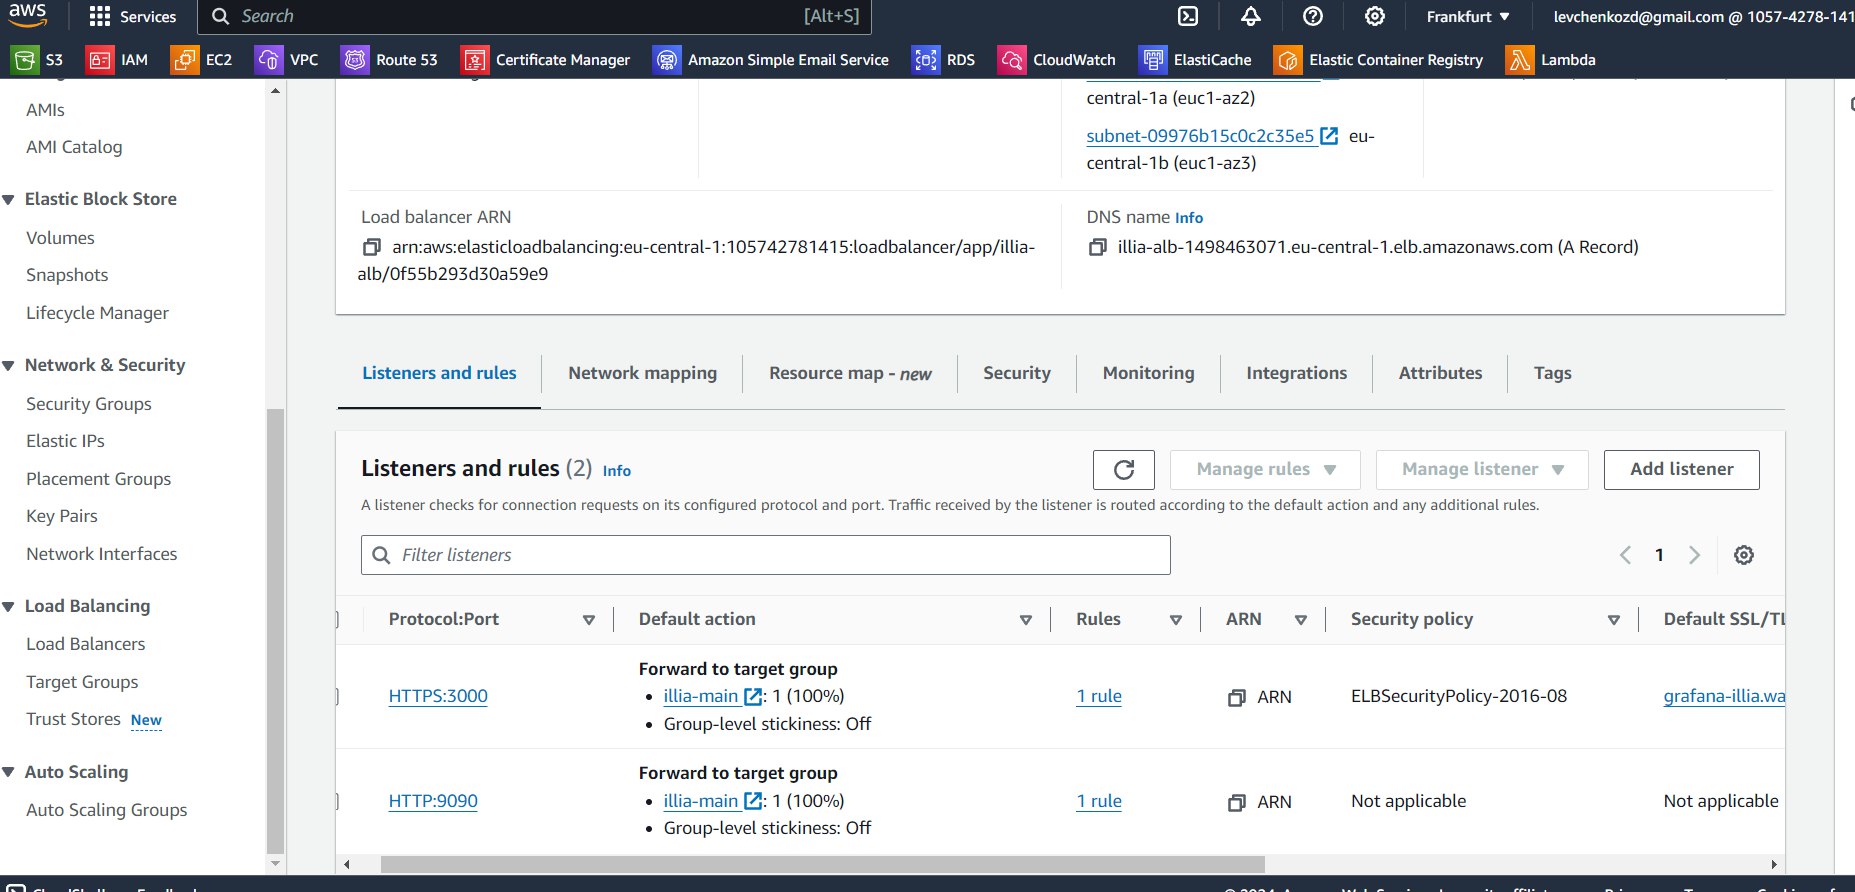 aws Services Search [Alt+S] Frankfurt levchenkozd@gmail.com @ 1057-4278-141
S3 IAM EC2 VPC Route 53 Certificate Manager Amazon Simple Email Service RDS CloudWatch ElastiCache Elastic Container Registry Lambda
AMIs
AMI Catalog
Elastic Block Store
Volumes
Snapshots
Lifecycle Manager
Network & Security
Security Groups
Elastic IPs
Placement Groups
Key Pairs
Network Interfaces
Load Balancing
Load Balancers
Target Groups
Trust Stores New
Auto Scaling
Auto Scaling Groups
central-1a (euc1-az2)
subnet-09976b15c0c2c35e5 eu-
central-1b (euc1-az3)
Load balancer ARN
arn:aws:elasticloadbalancing:eu-central-1:105742781415:loadbalancer/app/illia-
alb/0f55b293d30a59e9
DNS name Info
illia-alb-1498463071.eu-central-1.elb.amazonaws.com (A Record)
Listeners and rules Network mapping Resource map - new Security Monitoring Integrations Attributes Tags
Listeners and rules (2) Info
Manage rules Manage listener Add listener
A listener checks for connection requests on its configured protocol and port. Traffic received by the listener is routed according to the default action and any additional rules.
Filter listeners
1
Protocol:Port Default action Rules ARN Security policy Default SSL/TL
Forward to target group
HTTPS:3000 • illia-main : 1 (100%) 1 rule ARN ELBSecurityPolicy-2016-08 grafana-illia.wa
• Group-level stickiness: Off
Forward to target group
HTTP:9090 • illia-main : 1 (100%) 1 rule ARN Not applicable Not applicable
• Group-level stickiness: Off